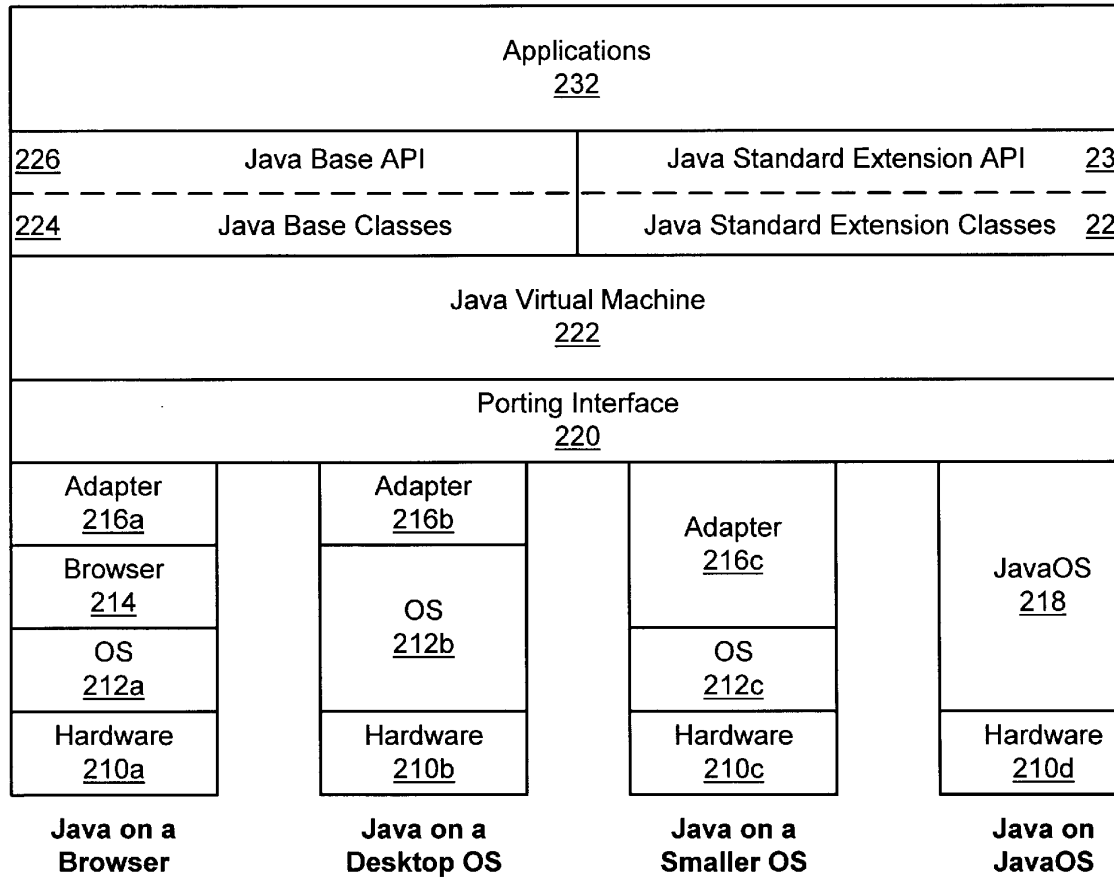 Applications
232
226 Java Base API Java Standard Extension API 23
224 Java Base Classes Java Standard Extension Classes 22
Java Virtual Machine
222
Porting Interface
220
Adapter
216a
Browser
214
OS
212a
Hardware
210a
Java on a
Browser
Adapter
216b
OS
212b
Hardware
210b
Java on a
Desktop OS
Adapter
216c
OS
212c
Hardware
210c
Java on a
Smaller OS
JavaOS
218
Hardware
210d
Java on
JavaOS